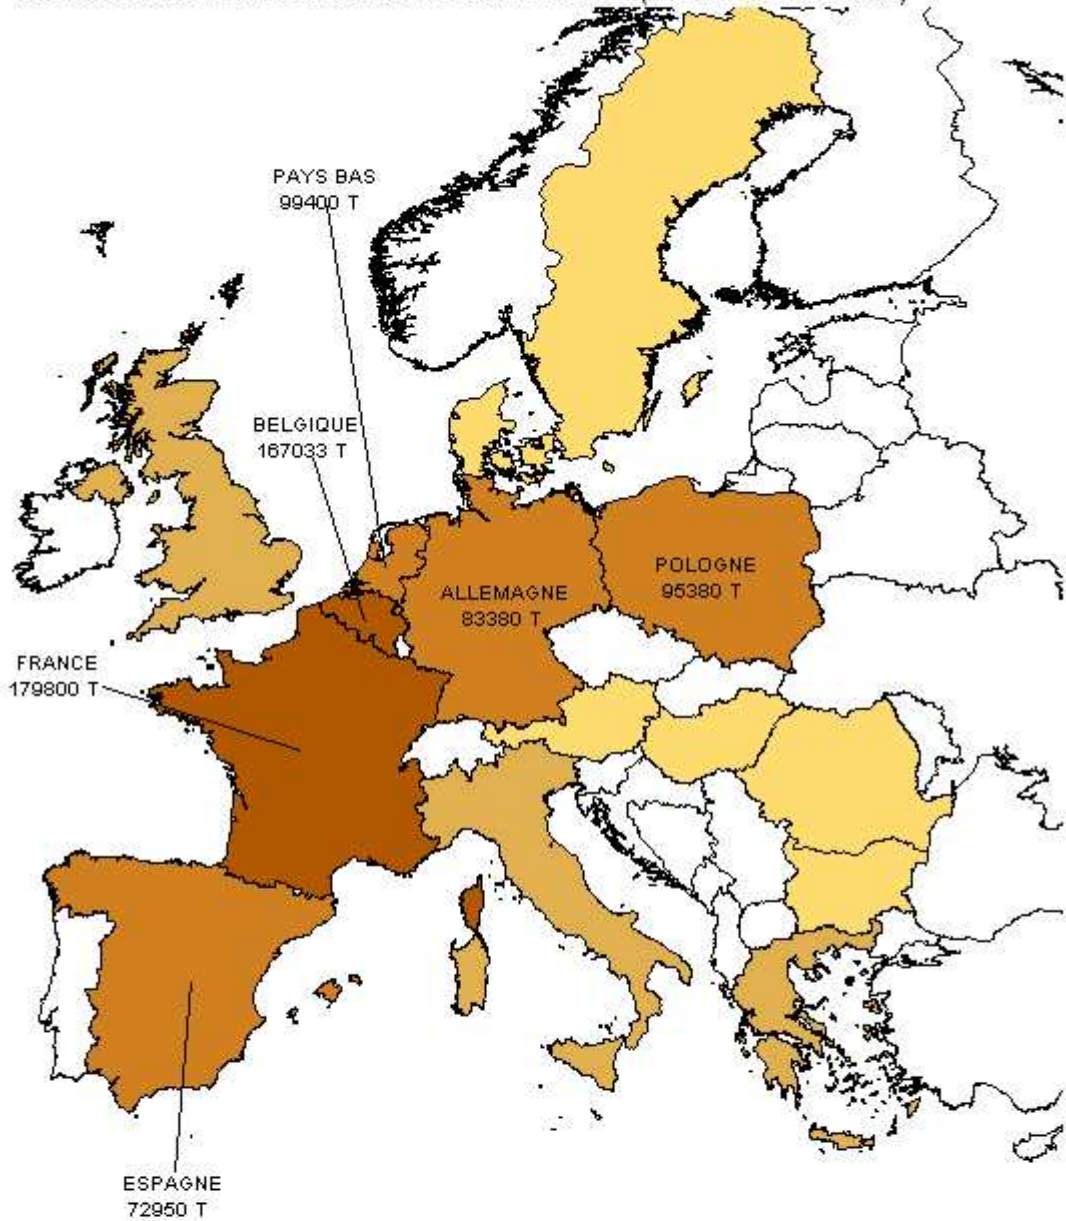 PAYS BAS
99400 T
BELGIQUE
167033 T
POLOGNE
95380 T
ALLEMAGNE
83380 T
FRANCE
179800 T
ESPAGNE
72950 T